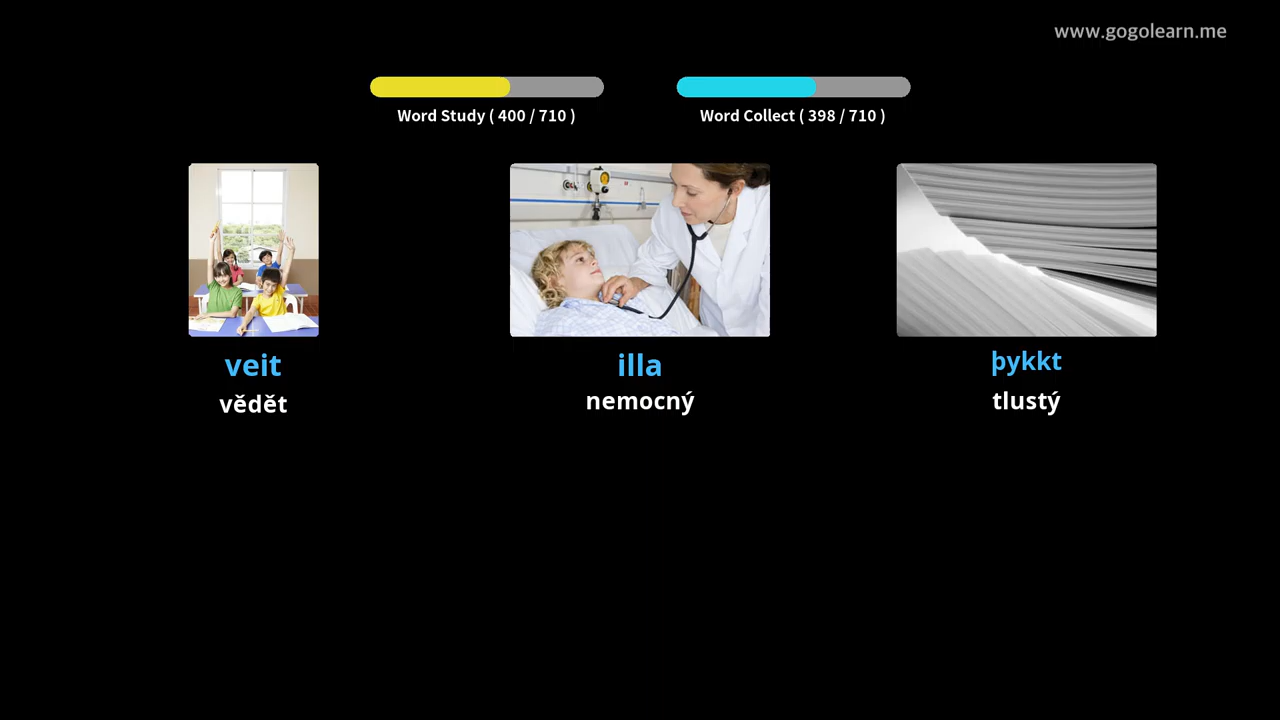 www.gogolearn.me
Word Study ( 400 / 710 )
Word Collect ( 398 / 710 )
veit
vědět
illa
nemocný
þykkt
tlustý